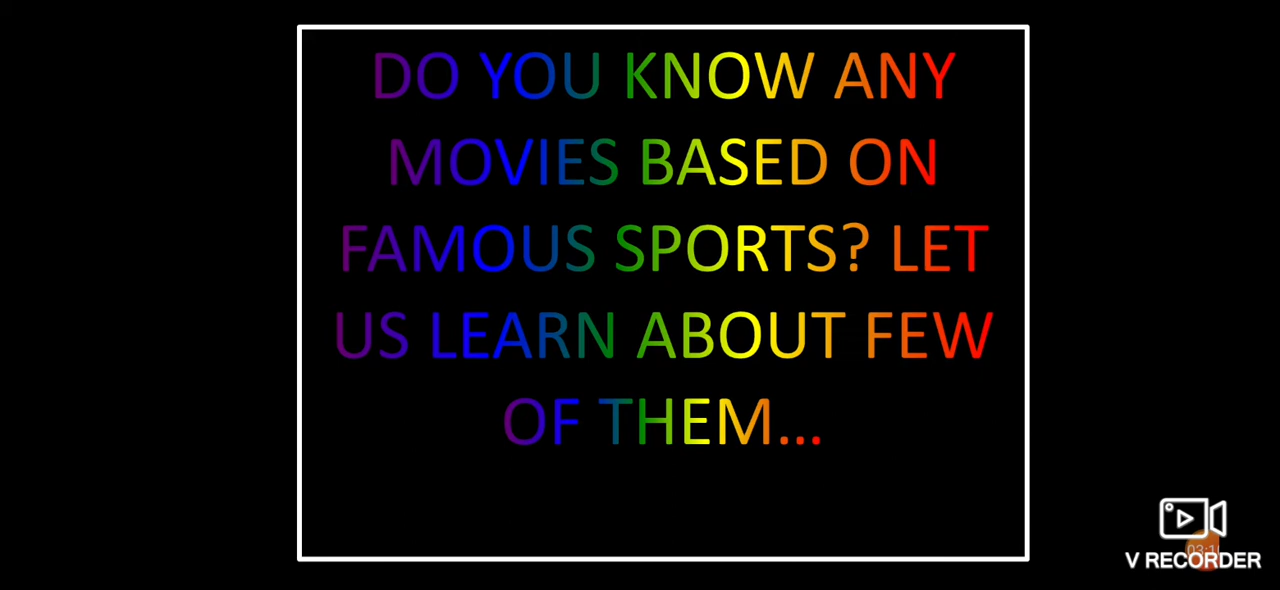 DO YOU KNOW ANY
MOVIES BASED ON
FAMOUS SPORTS? LET
US LEARN ABOUT FEW
OF THEM...
V RECORDER